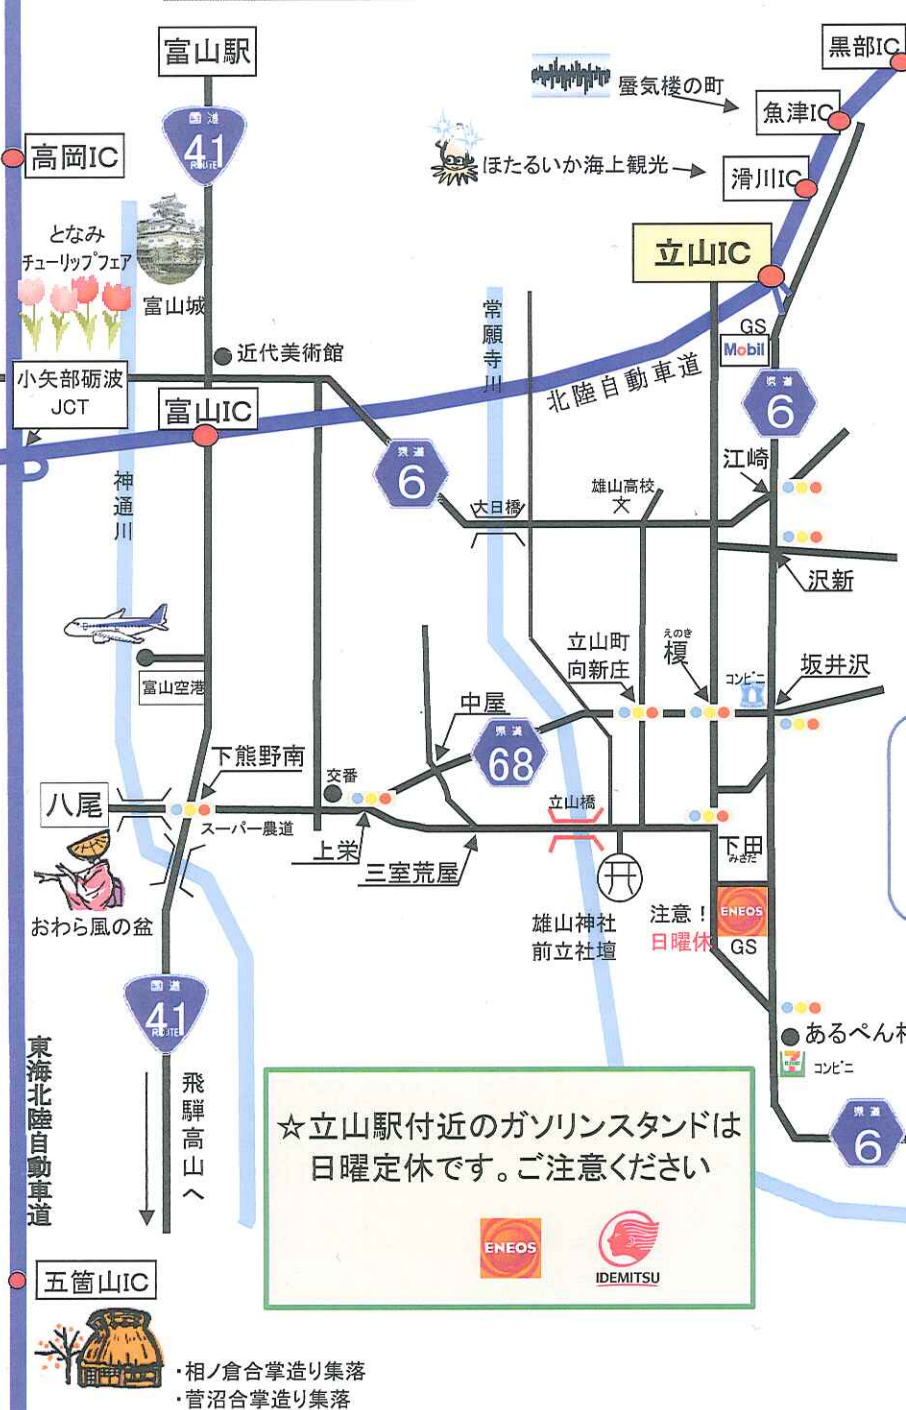 富山駅
黒部IC
蜃気楼の町
魚津IC
国道
41
ROUTE
高岡IC
ほたるいか海上観光
滑川IC
となみ
チューリップフェア
立山IC
富山城
常願寺川
GS
Mobil
近代美術館
小矢部砺波
JCT
北陸自動車道
県道
6
富山IC
県道
6
江崎
神通川
雄山高校
大日橋
沢新
立山町
向新庄
えのき
榎
コンビニ
坂井沢
富山空港
中屋
県道
68
下熊野南
交番
八尾
立山橋
スーパー農道
上栄
三室荒屋
下田
みさだ
おわら風の盆
雄山神社
前立社壇
注意！
日曜休
ENEOS
GS
国道
41
ROUTE
あるぺん村
コンビニ
東海北陸自動車道
飛騨高山へ
☆立山駅付近のガソリンスタンドは
日曜定休です。ご注意ください
県道
6
ENEOS
IDEMITSU
五箇山IC
・相ノ倉合掌造り集落
・菅沼合掌造り集落